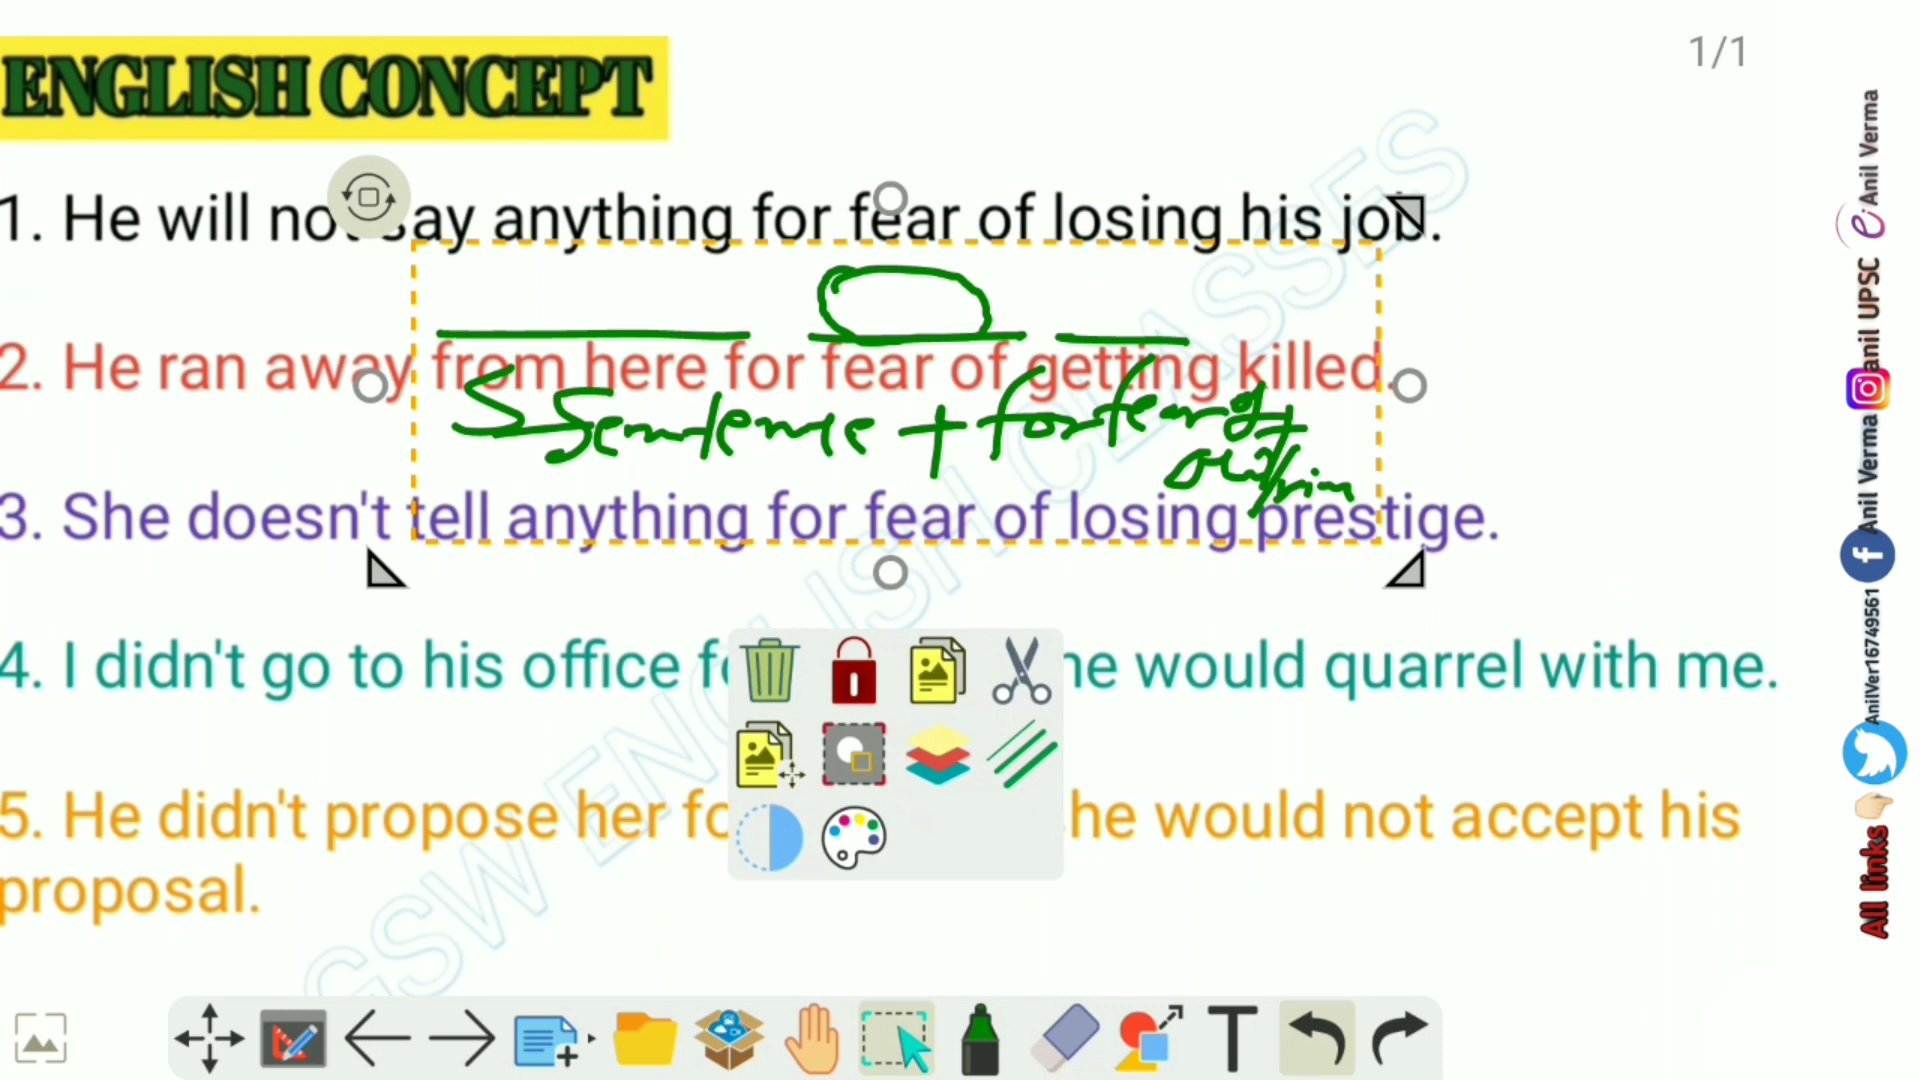 ENGLISH CONCEPT
1/1
1. He will not say anything for fear of losing his job.
2. He ran away from here for fear of getting killed.
Sentence + for fear of +
3. She doesn't tell anything for fear of losing prestige.
4. I didn't go to his office he would quarrel with me.
5. He didn't propose her he would not accept his
proposal.
GSW ENGLISH CLASSES
Anil Verma
anil UPSC
Anil Verma
AnilVer16749561
All links